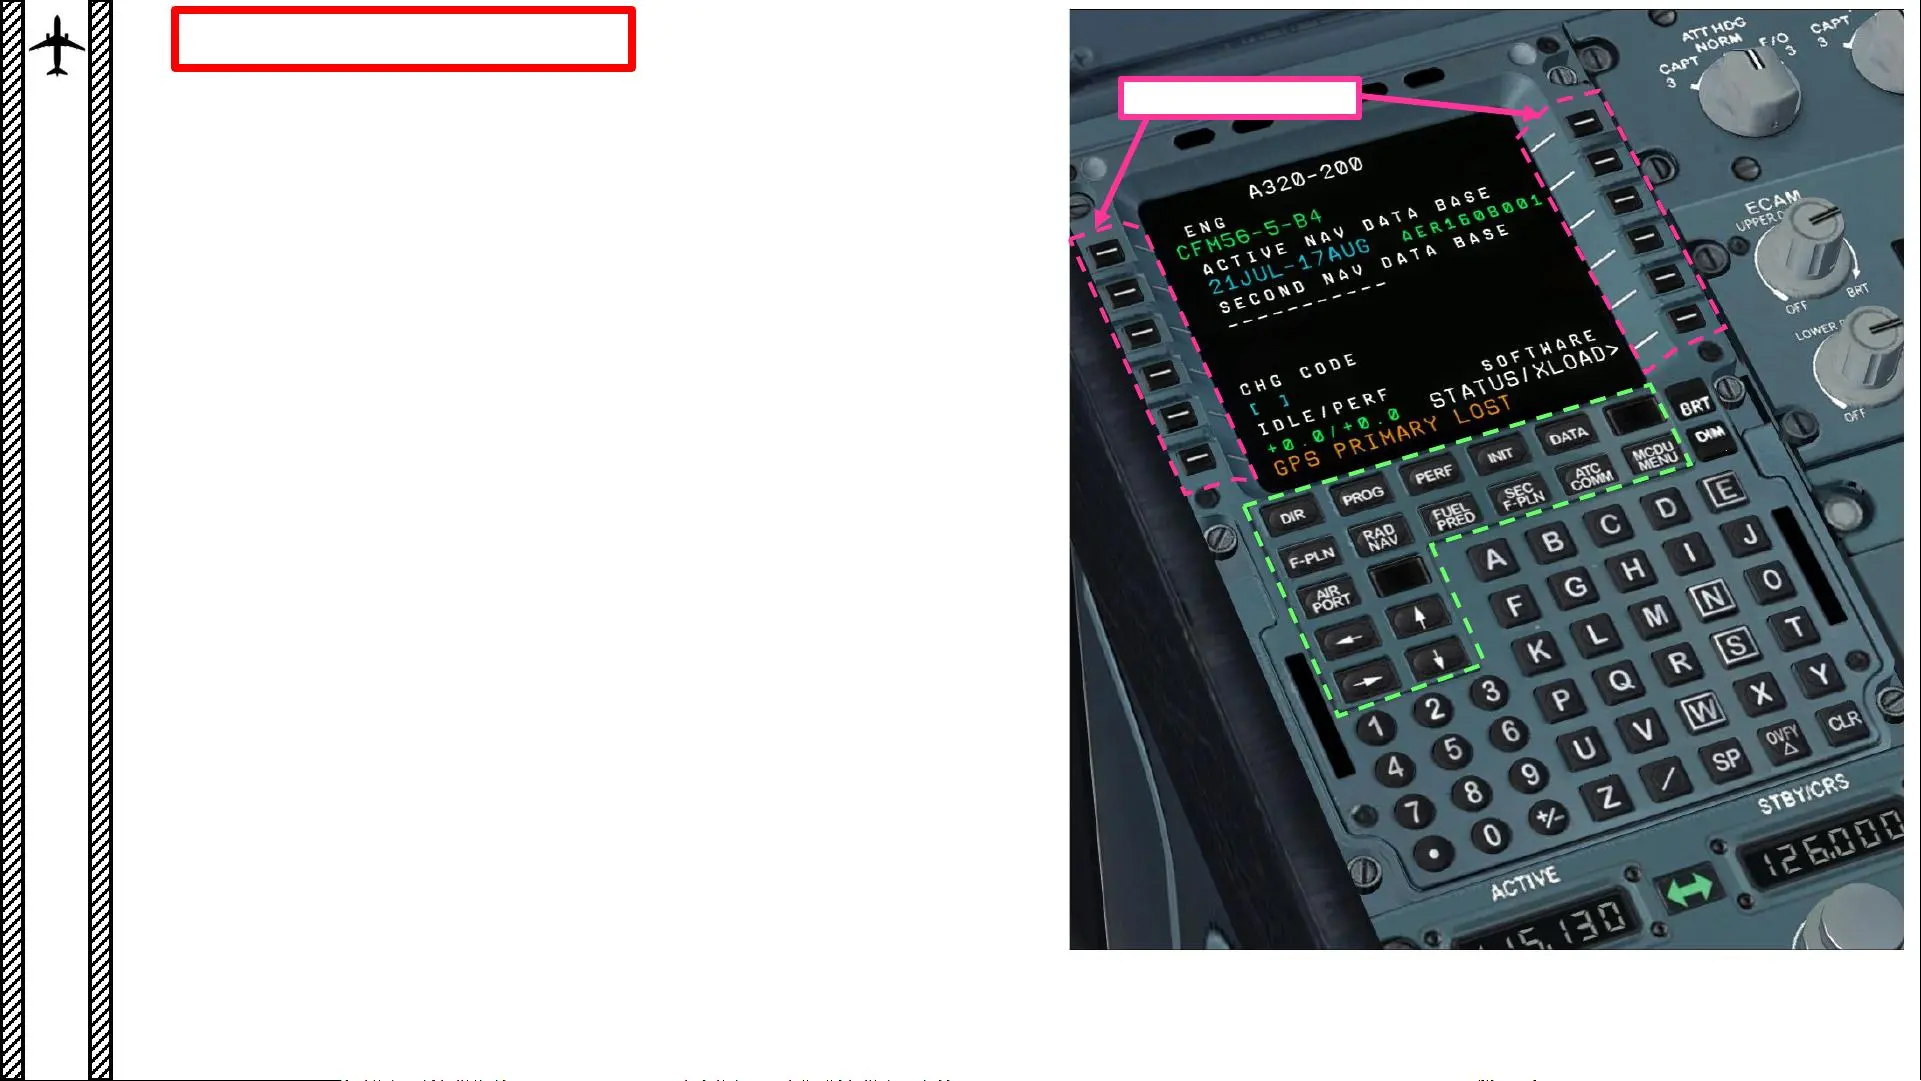 ATT HDG
NORM
CAPT
3
F/O
3
CAPT
3
A320-200
ENG
CFM56-5-B4
ACTIVE NAV DATA BASE
21JUL-17AUG AER1608001
SECOND NAV DATA BASE
-----------
CHG CODE
[ ]
SOFTWARE
IDLE/PERF STATUS/XLOAD>
+0.0/+0.0
GPS PRIMARY LOST
ECAM
OFF
BRT
LOWER
OFF
BRT
DIM
DIR PROG PERF INIT DATA
F-PLN RAD NAV FUEL PRED SEC F-PLN ATC COMM MCDU MENU
AIR PORT
← ↑
→ ↓
A B C D E
F G H I J
K L M N O
P Q R S T
U V W X Y
Z / SP OVFY △ CLR
1 2 3
4 5 6
7 8 9
. 0 +/-
STBY/CRS
126.000
ACTIVE
115.130